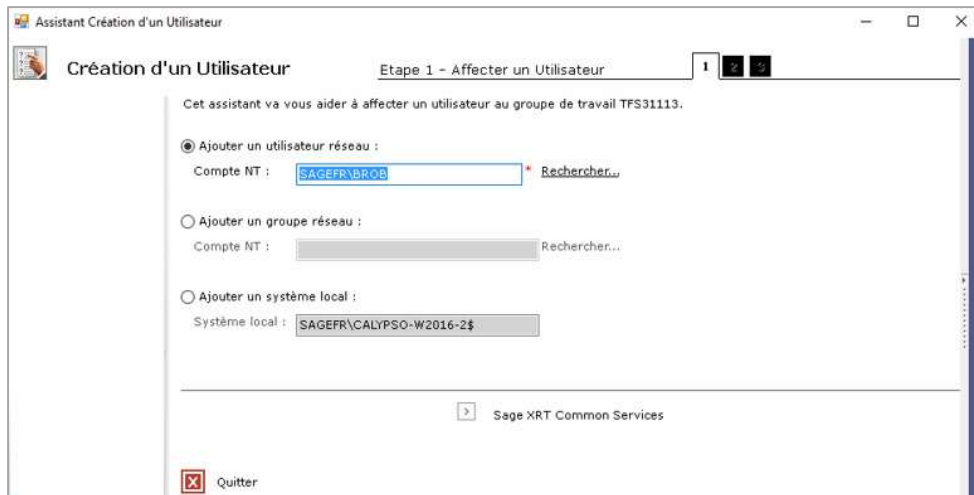 Assistant Création d'un Utilisateur
Création d'un Utilisateur
Etape 1 - Affecter un Utilisateur
1 2 3
Cet assistant va vous aider à affecter un utilisateur au groupe de travail TFS31113.
Ajouter un utilisateur réseau :
Compte NT : SAGEFR\BROB * Rechercher...
Ajouter un groupe réseau :
Compte NT : Rechercher...
Ajouter un système local :
Système local : SAGEFR\CALYPSO-W2016-2$
Sage XRT Common Services
Quitter